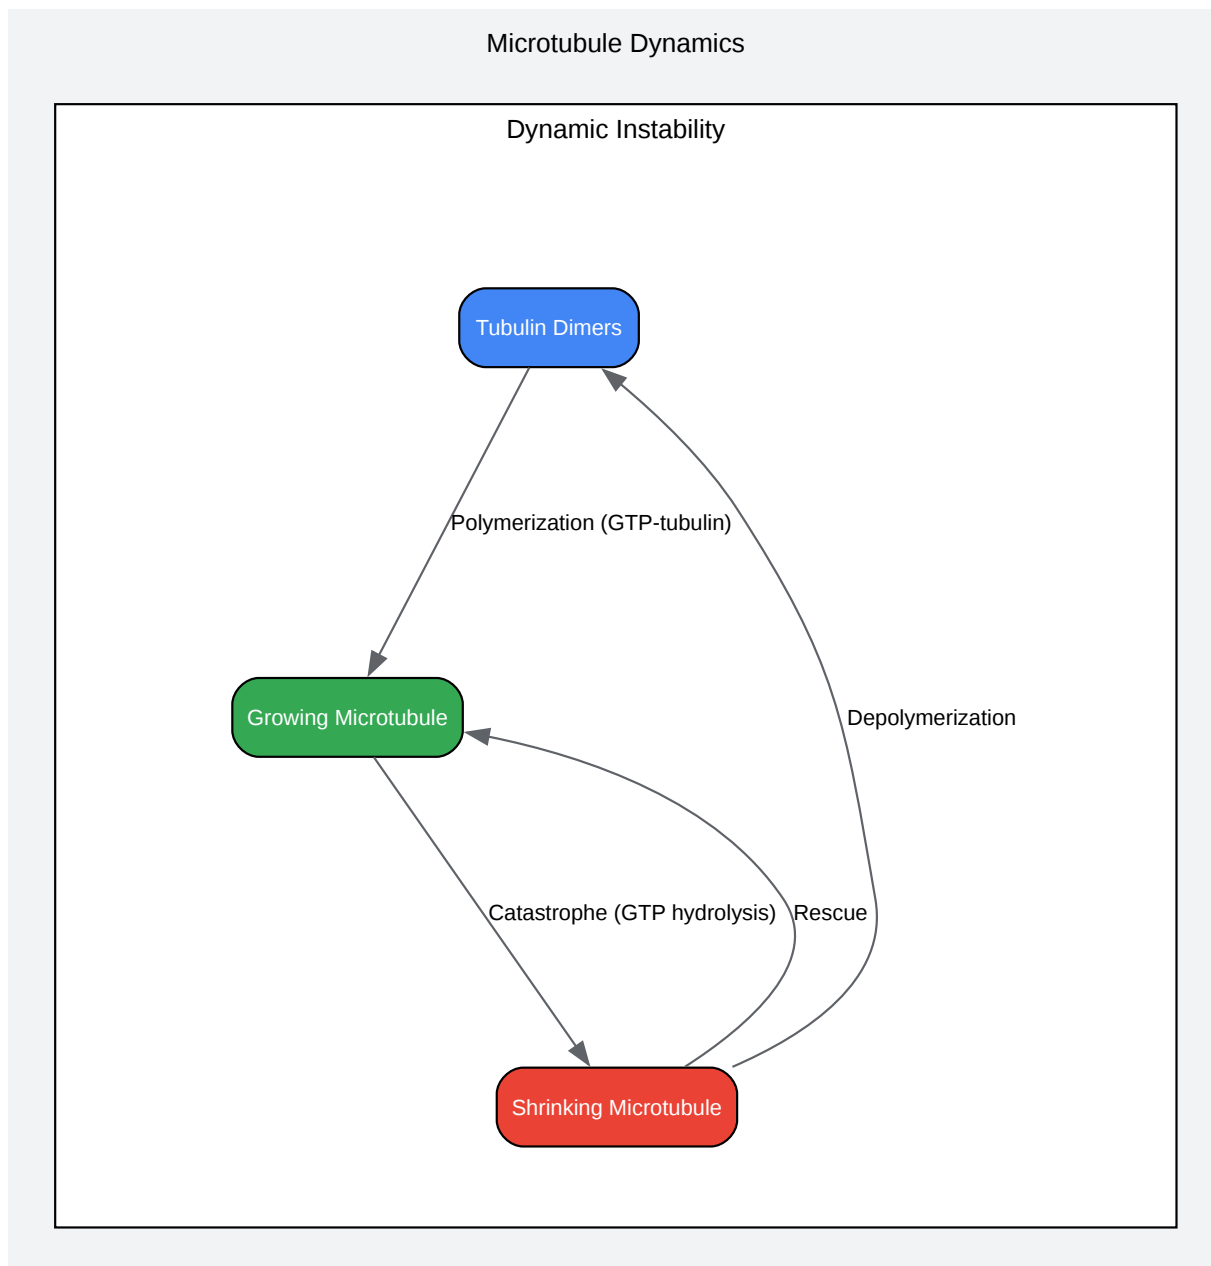 Microtubule Dynamics
Dynamic Instability
Tubulin Dimers
Polymerization (GTP-tubulin)
Growing Microtubule
Depolymerization
Catastrophe (GTP hydrolysis)
Rescue
Shrinking Microtubule